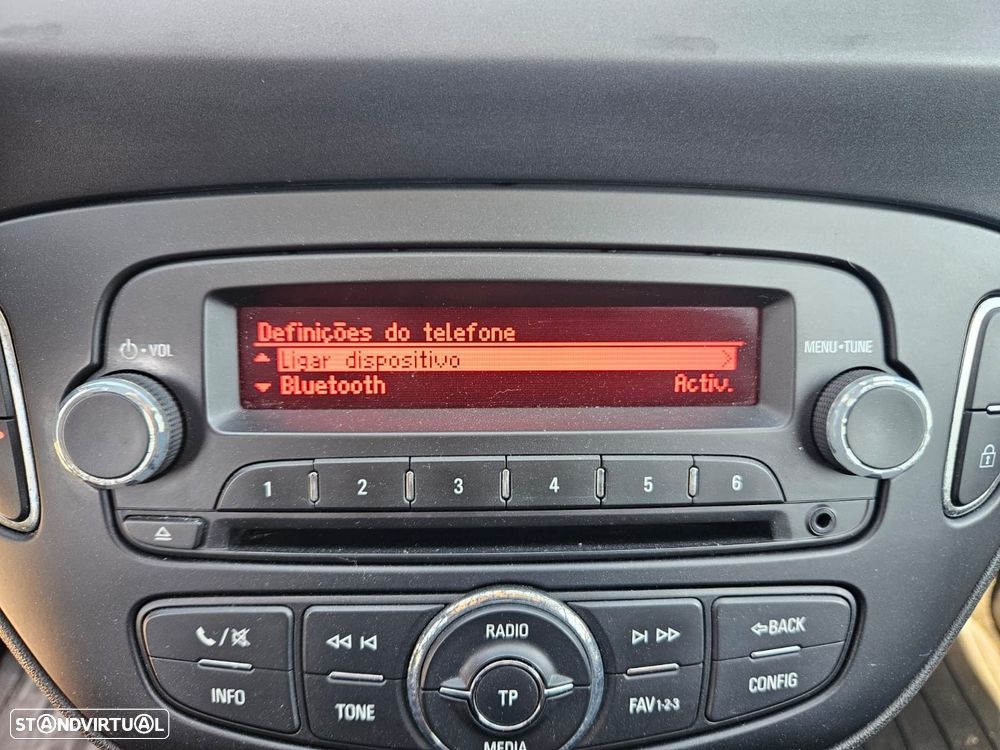 Definições do telefone
Ligar dispositivo
Bluetooth Activ.
VOL
MENU•TUNE
1 2 3 4 5 6
RADIO
BACK
INFO
TONE
TP
FAV1-2-3
CONFIG
MEDIA
STANDVIRTUAL